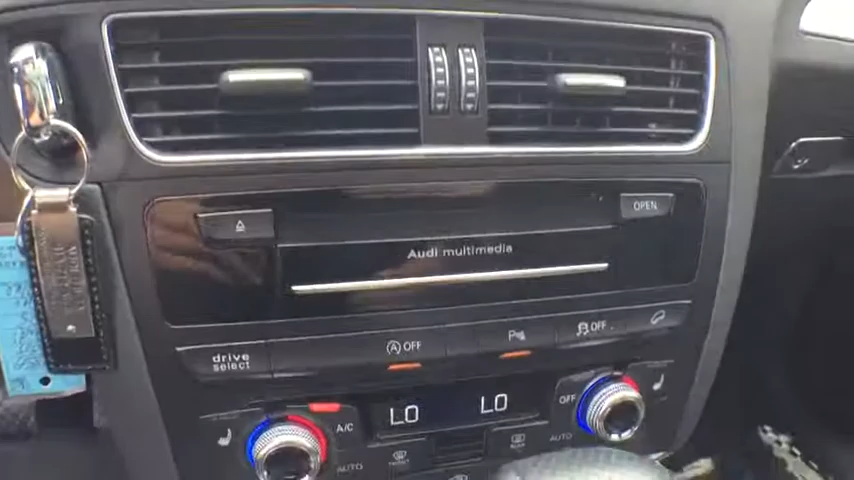 OPEN
Audi multimedia
drive
select
A OFF
P
OFF
LO
LO
OFF
A/C
AUTO
AUTO